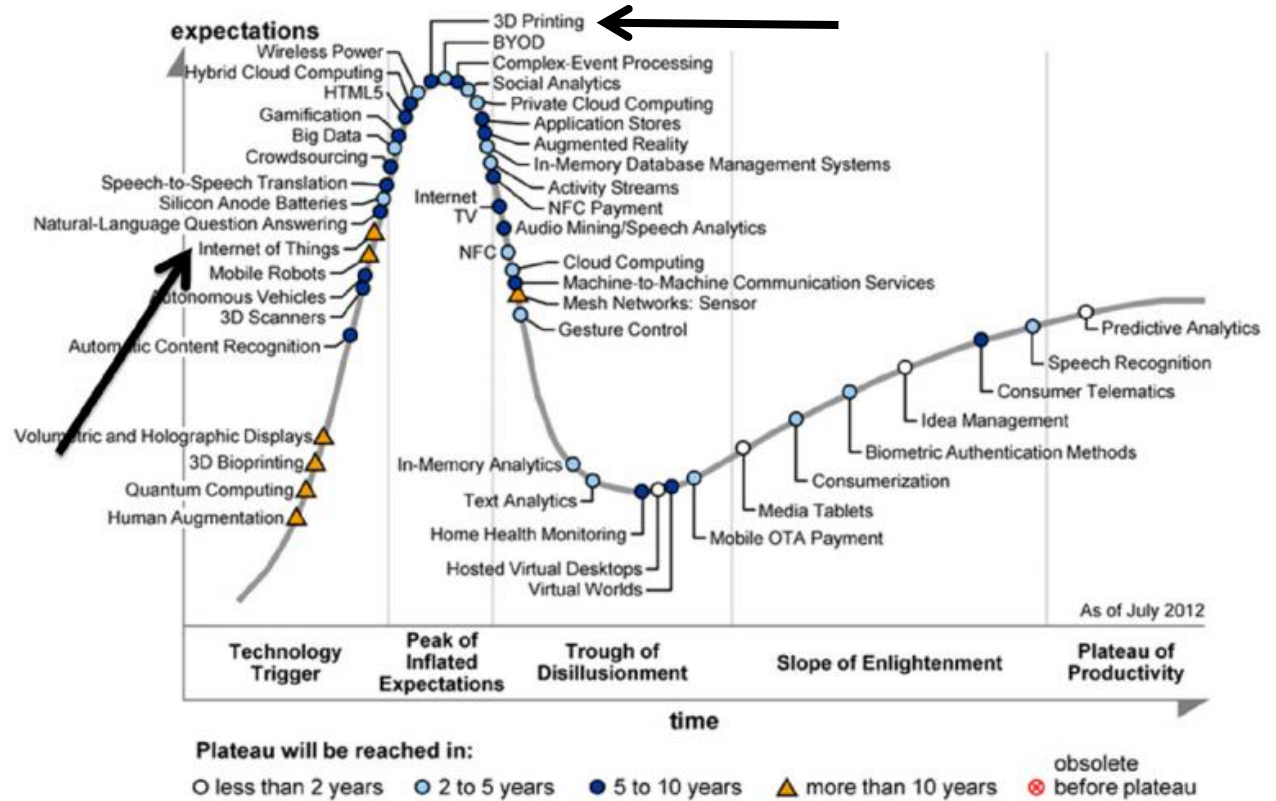 expectations
3D Printing
BYOD
Complex-Event Processing
Social Analytics
Private Cloud Computing
Application Stores
Augmented Reality
In-Memory Database Management Systems
Activity Streams
NFC Payment
Audio Mining/Speech Analytics
Cloud Computing
Machine-to-Machine Communication Services
Mesh Networks: Sensor
Gesture Control
Wireless Power
Hybrid Cloud Computing
HTML5
Gamification
Big Data
Crowdsourcing
Speech-to-Speech Translation
Silicon Anode Batteries
Natural-Language Question Answering
Internet of Things
Mobile Robots
Autonomous Vehicles
3D Scanners
Automatic Content Recognition
Volumetric and Holographic Displays
3D Bioprinting
Quantum Computing
Human Augmentation
Internet
TV
NFC
In-Memory Analytics
Text Analytics
Home Health Monitoring
Hosted Virtual Desktops
Virtual Worlds
Mobile OTA Payment
Media Tablets
Consumerization
Biometric Authentication Methods
Idea Management
Consumer Telematics
Speech Recognition
Predictive Analytics
As of July 2012
Technology
Trigger
Peak of
Inflated
Expectations
Trough of
Disillusionment
Slope of Enlightenment
Plateau of
Productivity
time
Plateau will be reached in:
less than 2 years
2 to 5 years
5 to 10 years
more than 10 years
obsolete
before plateau